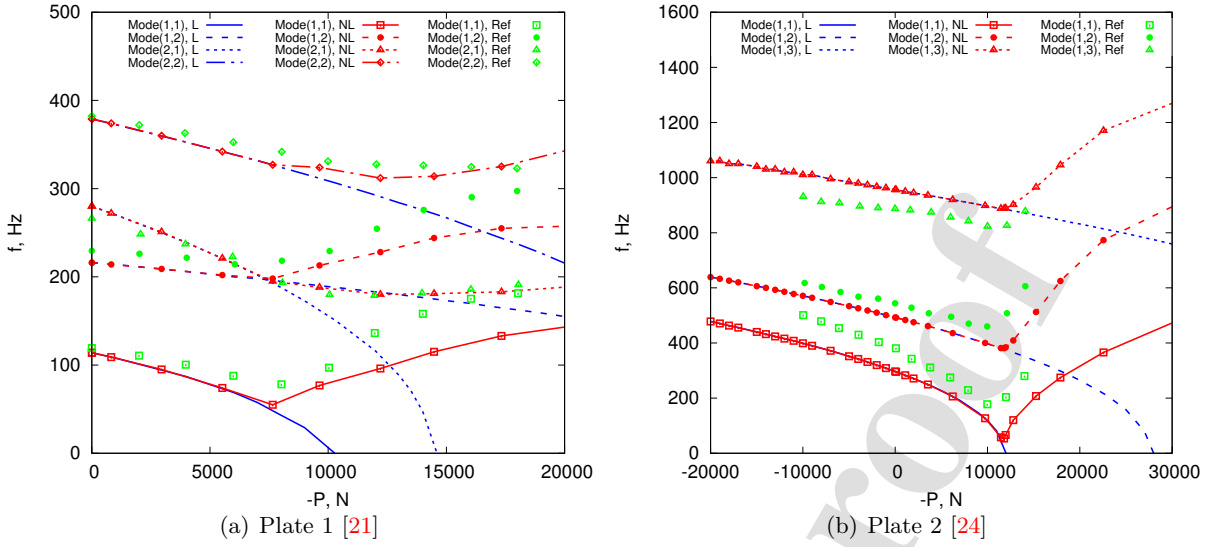 Mode(1,1), L Mode(1,1), NL Mode(1,1), Ref
Mode(1,2), L Mode(1,2), NL Mode(1,2), Ref
Mode(2,1), L Mode(2,1), NL Mode(2,1), Ref
Mode(2,2), L Mode(2,2), NL Mode(2,2), Ref
500
400
300
200
100
0
f, Hz
0 5000 10000 15000 20000
-P, N
(a) Plate 1 [21]
Mode(1,1), L Mode(1,1), NL Mode(1,1), Ref
Mode(1,2), L Mode(1,2), NL Mode(1,2), Ref
Mode(1,3), L Mode(1,3), NL Mode(1,3), Ref
1600
1400
1200
1000
800
600
400
200
0
f, Hz
-20000 -10000 0 10000 20000 30000
-P, N
(b) Plate 2 [24]
roof